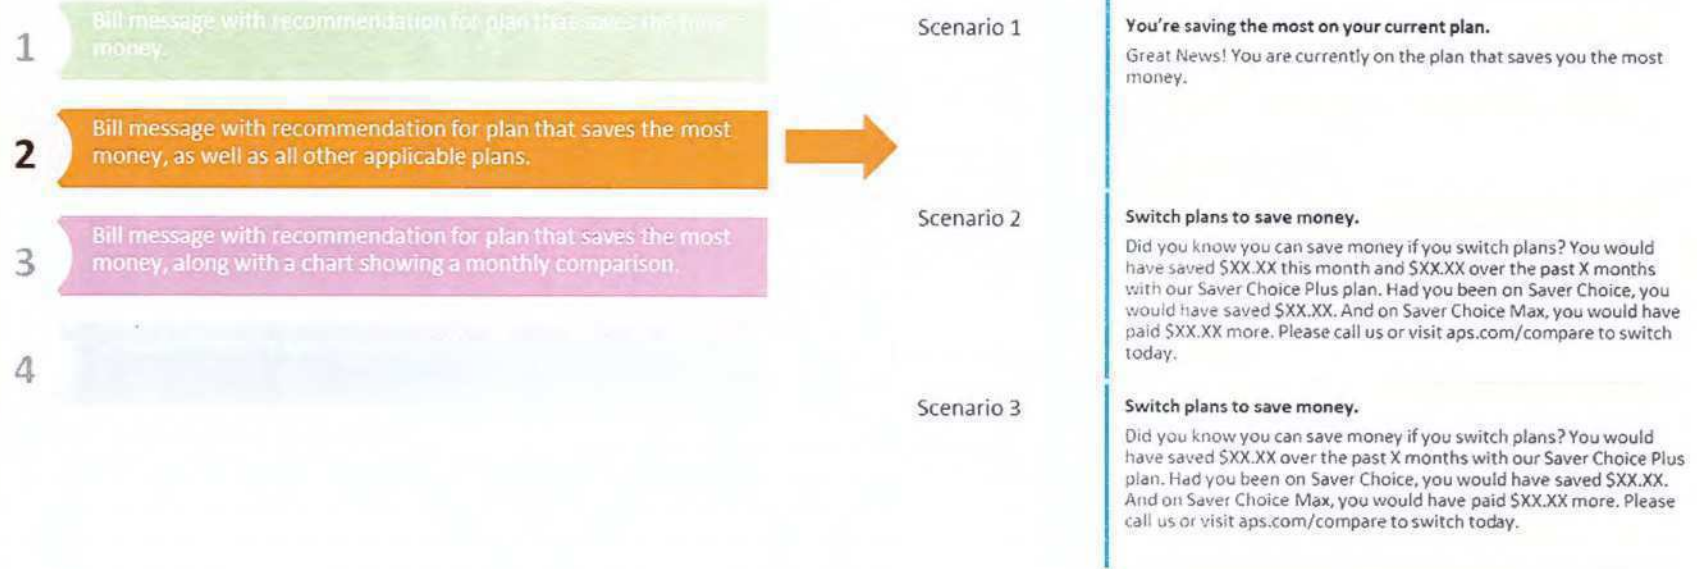 1
Bill message with recommendation for plan that saves the
money.
2
Bill message with recommendation for plan that saves the most
money, as well as all other applicable plans.
3
Bill message with recommendation for plan that saves the most
money, along with a chart showing a monthly comparison.
4
Scenario 1
You're saving the most on your current plan.
Great News! You are currently on the plan that saves you the most
money.
Scenario 2
Switch plans to save money.
Did you know you can save money if you switch plans? You would
have saved $XX.XX this month and $XX.XX over the past X months
with our Saver Choice Plus plan. Had you been on Saver Choice, you
would have saved $XX.XX. And on Saver Choice Max, you would have
paid $XX.XX more. Please call us or visit aps.com/compare to switch
today.
Scenario 3
Switch plans to save money.
Did you know you can save money if you switch plans? You would
have saved $XX.XX over the past X months with our Saver Choice Plus
plan. Had you been on Saver Choice, you would have saved $XX.XX.
And on Saver Choice Max, you would have paid $XX.XX more. Please
call us or visit aps.com/compare to switch today.